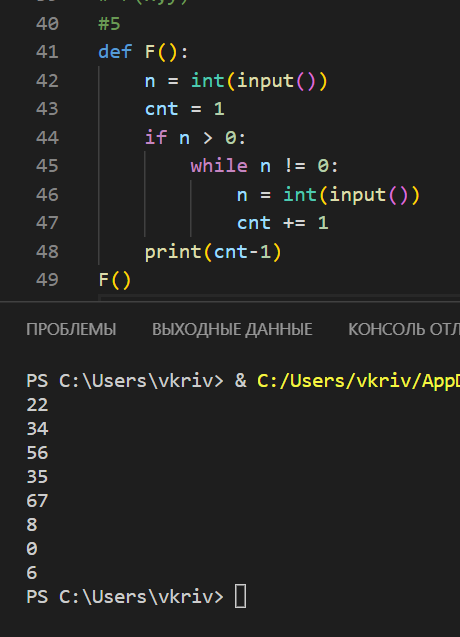 40 #5
41 def F():
42 n = int(input())
43 cnt = 1
44 if n > 0:
45 while n != 0:
46 n = int(input())
47 cnt += 1
48 print(cnt-1)
49 F()
ПРОБЛЕМЫ ВЫХОДНЫЕ ДАННЫЕ КОНСОЛЬ ОТЛ
PS C:\Users\vkriv> & C:/Users/vkriv/AppD
22
34
56
35
67
8
0
6
PS C:\Users\vkriv>